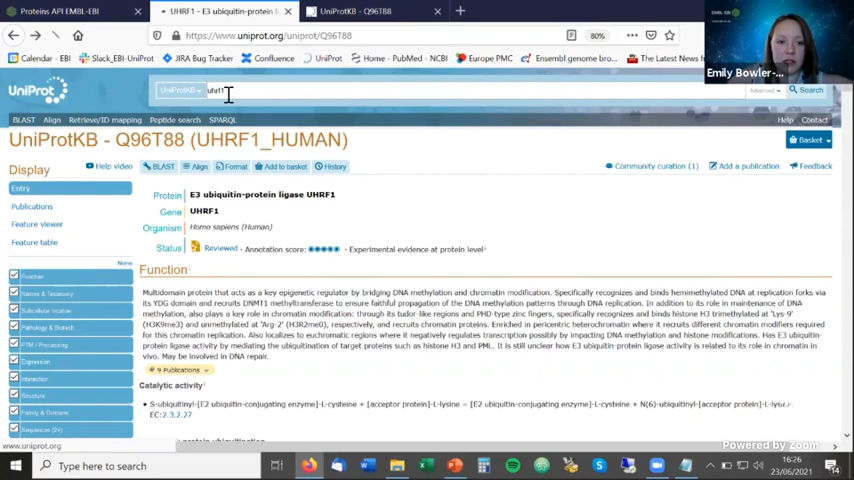 Proteins API EMBL-EBI
UHRF1 - E3 ubiquitin-protein li
UniProtKB - Q96T88
https://www.uniprot.org/uniprot/Q96T88
80%
EMBL-EBI
Calendar - EBI
Slack_EBI-UniProt
JIRA Bug Tracker
Confluence
UniProt
Home - PubMed - NCBI
Europe PMC
Ensembl genome bro
The Latest News f
Emily Bowler-...
UniProt
UniProtKB
uhrf1
Advanced
Search
BLAST Align Retrieve/ID mapping Peptide search SPARQL
Help Contact
UniProtKB - Q96T88 (UHRF1_HUMAN)
Basket
Display
Help video
BLAST
Align
Format
Add to basket
History
Community curation (1)
Add a publication
Feedback
Entry
Publications
Feature viewer
Feature table
None
Function
Names & Taxonomy
Subcellular location
Pathology & Biotech
PTM / Processing
Expression
Interaction
Structure
Family & Domains
Sequences (2+)
Protein E3 ubiquitin-protein ligase UHRF1
Gene UHRF1
Organism Homo sapiens (Human)
Status Reviewed - Annotation score: - Experimental evidence at protein level
Function
Multidomain protein that acts as a key epigenetic regulator by bridging DNA methylation and chromatin modification. Specifically recognizes and binds hemimethylated DNA at replication forks via
its YDG domain and recruits DNMT1 methyltransferase to ensure faithful propagation of the DNA methylation patterns through DNA replication. In addition to its role in maintenance of DNA
methylation, also plays a key role in chromatin modification: through its tudor-like regions and PHD-type zinc fingers, specifically recognizes and binds histone H3 trimethylated at 'Lys-9'
(H3K9me3) and unmethylated at 'Arg-2' (H3R2me0), respectively, and recruits chromatin proteins. Enriched in pericentric heterochromatin where it recruits different chromatin modifiers required
for this chromatin replication. Also localizes to euchromatic regions where it negatively regulates transcription possibly by impacting DNA methylation and histone modifications. Has E3 ubiquitin-
protein ligase activity by mediating the ubiquitination of target proteins such as histone H3 and PML. It is still unclear how E3 ubiquitin-protein ligase activity is related to its role in chromatin in
vivo. May be involved in DNA repair.
9 Publications
Catalytic activity
S-ubiquitinyl-[E2 ubiquitin-conjugating enzyme]-L-cysteine + [acceptor protein]-L-lysine = [E2 ubiquitin-conjugating enzyme]-L-cysteine + N(6)-ubiquitinyl-[acceptor protein]-L-lysine.
EC:2.3.2.27
www.uniprot.org
Powered by Zoom
Type here to search
16:26
23/06/2021